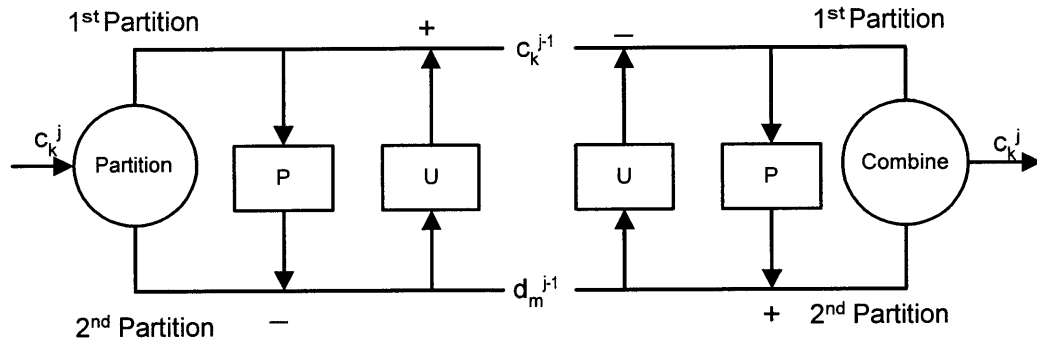 1st Partition + − 1st Partition
c_k^j-1
c_k^j Partition P U U P Combine c_k^j
d_m^j-1
2nd Partition − + 2nd Partition